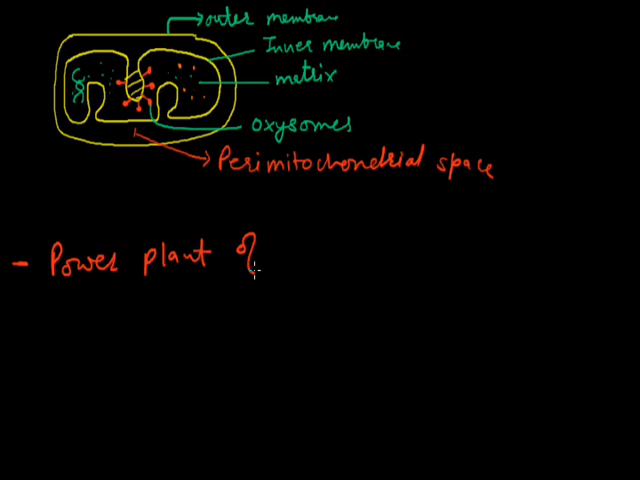 outer membrane
Inner membrane
matrix
oxysomes
Perimitochondrial space
- Power plant of